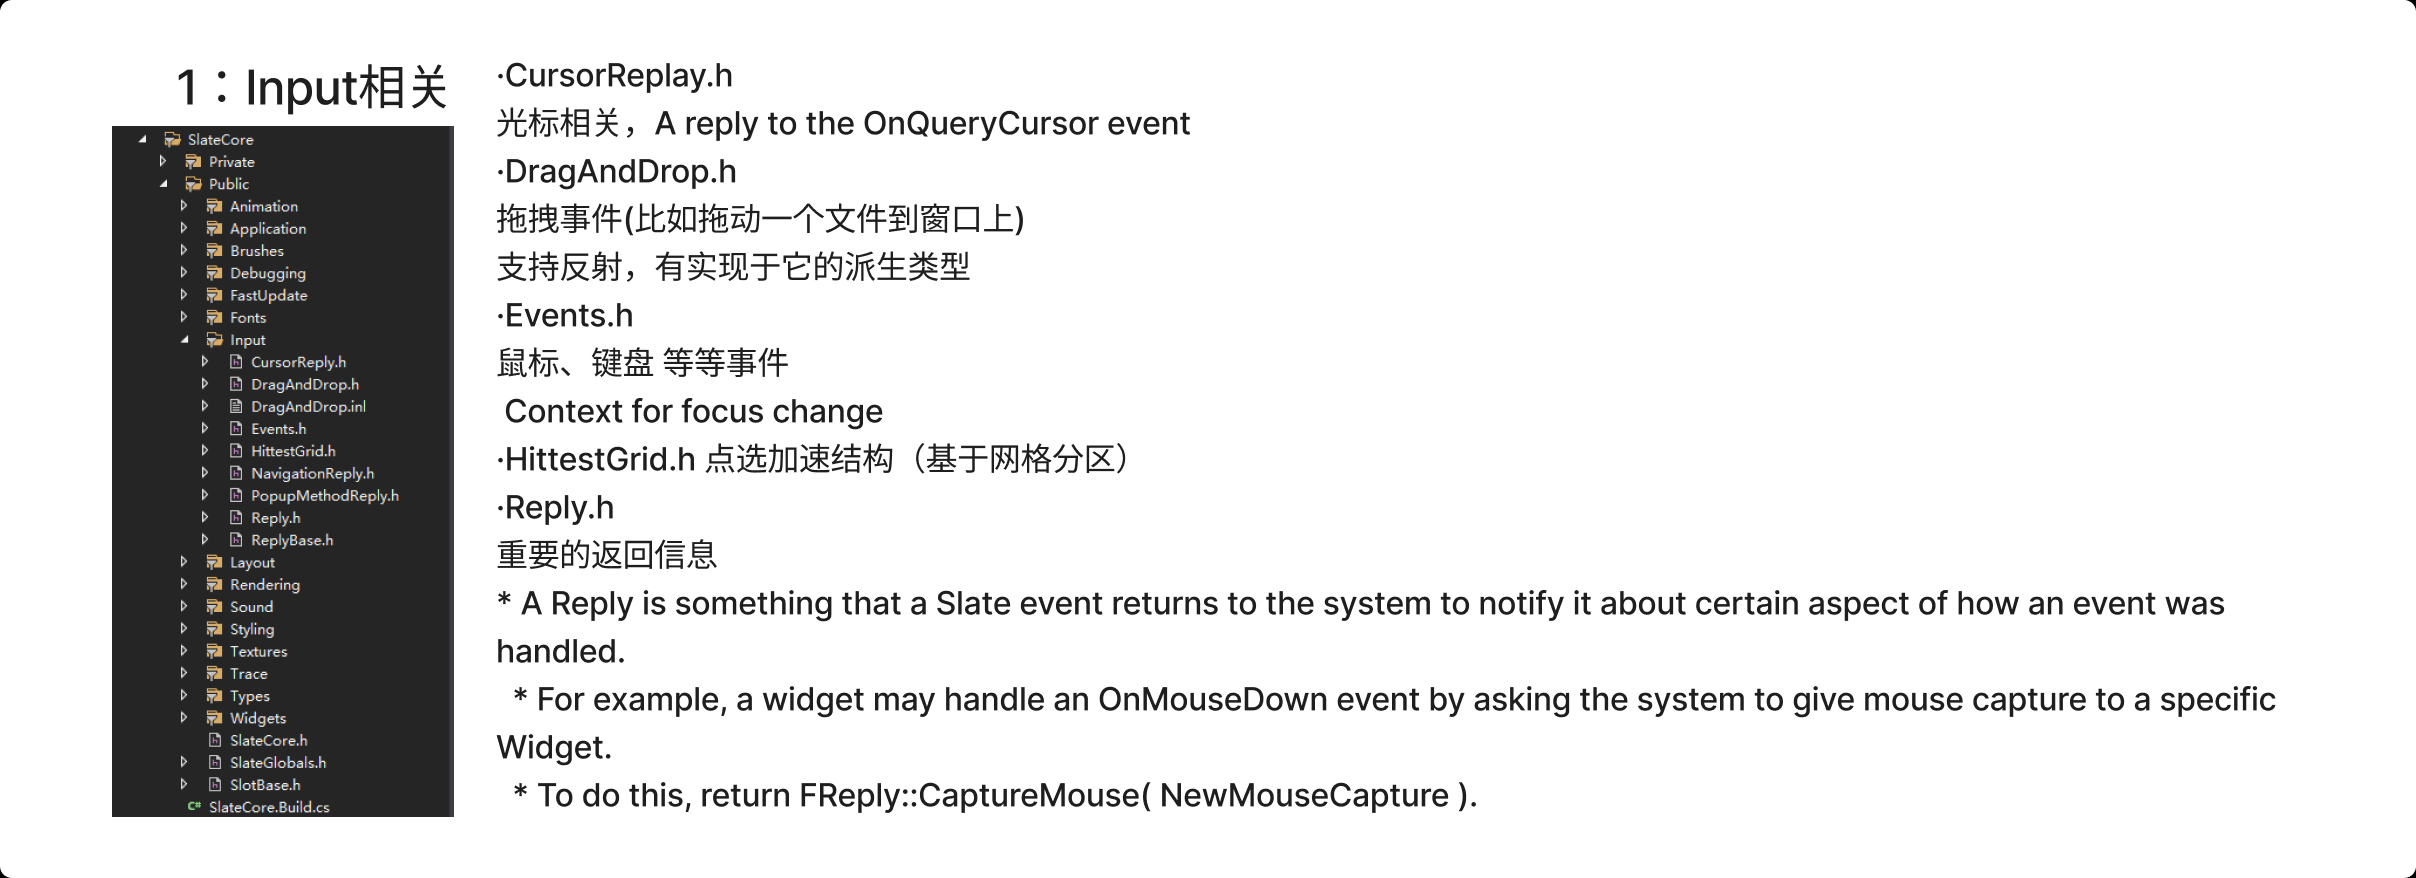 1：Input相关
SlateCore
Private
Public
Animation
Application
Brushes
Debugging
FastUpdate
Fonts
Input
CursorReply.h
DragAndDrop.h
DragAndDrop.inl
Events.h
HittestGrid.h
NavigationReply.h
PopupMethodReply.h
Reply.h
ReplyBase.h
Layout
Rendering
Sound
Styling
Textures
Trace
Types
Widgets
SlateCore.h
SlateGlobals.h
SlotBase.h
C# SlateCore.Build.cs
·CursorReplay.h
光标相关，A reply to the OnQueryCursor event
·DragAndDrop.h
拖拽事件(比如拖动一个文件到窗口上)
支持反射，有实现于它的派生类型
·Events.h
鼠标、键盘 等等事件
Context for focus change
·HittestGrid.h 点选加速结构（基于网格分区）
·Reply.h
重要的返回信息
* A Reply is something that a Slate event returns to the system to notify it about certain aspect of how an event was
handled.
* For example, a widget may handle an OnMouseDown event by asking the system to give mouse capture to a specific
Widget.
* To do this, return FReply::CaptureMouse( NewMouseCapture ).